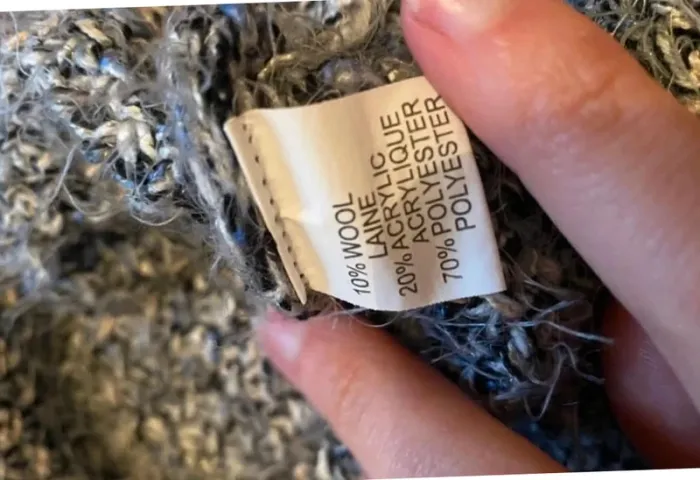 10% WOOL
LAINE
20% ACRYLIC
ACRYLIQUE
70% POLYESTER
POLYESTER